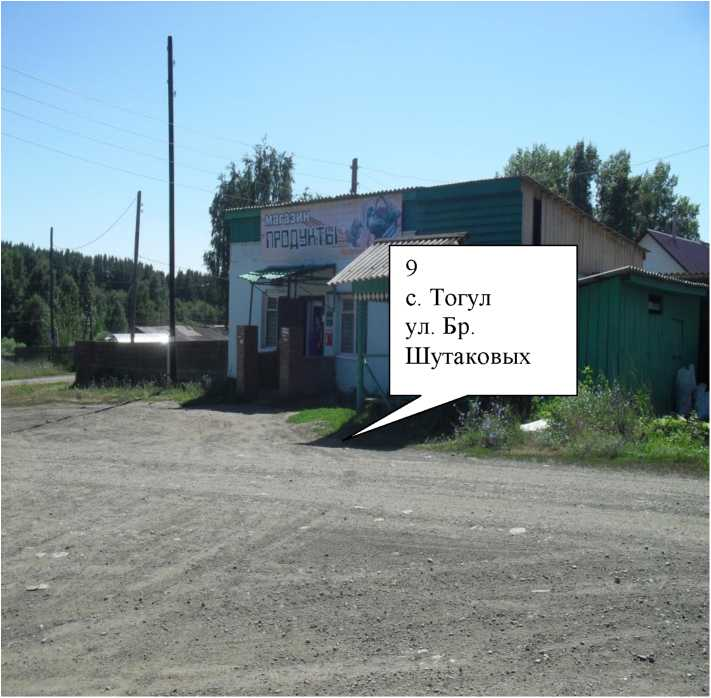 магазин
ПРОДУКТЫ
9
с. Тогул
ул. Бр.
Шутаковых